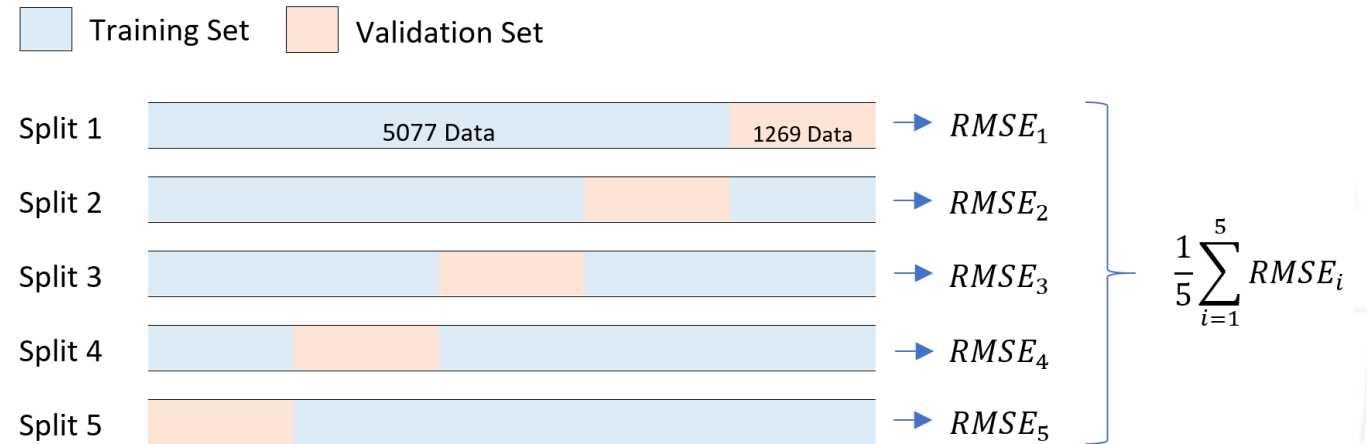 Training Set
Validation Set
Split 1
5077 Data
1269 Data
RMSE₁
Split 2
RMSE₂
Split 3
RMSE₃
Split 4
RMSE₄
Split 5
RMSE₅
5
1
5
∑ RMSEᵢ
i=1